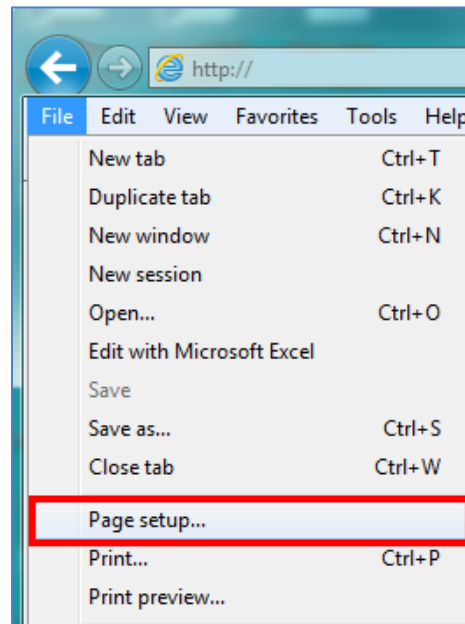 http://
File Edit View Favorites Tools Help
New tab Ctrl+T
Duplicate tab Ctrl+K
New window Ctrl+N
New session
Open... Ctrl+O
Edit with Microsoft Excel
Save
Save as... Ctrl+S
Close tab Ctrl+W
Page setup...
Print... Ctrl+P
Print preview...